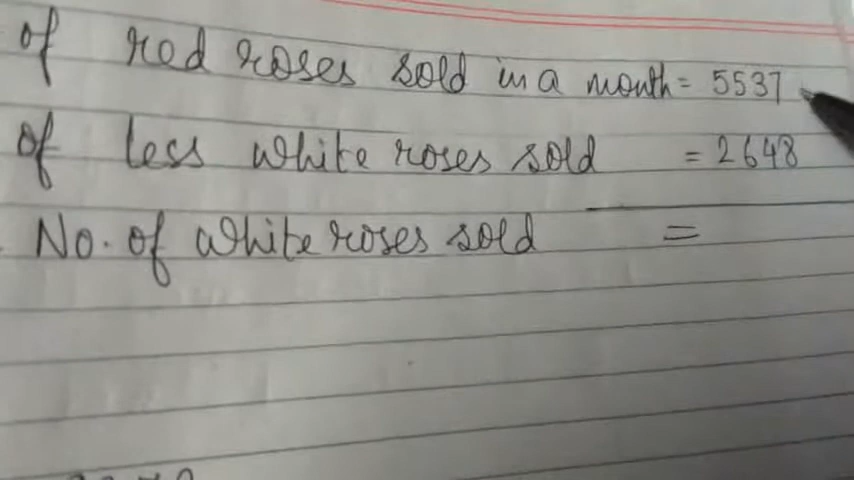 of red roses sold in a month = 5537
of less white roses sold = 2648
No. of white roses sold =